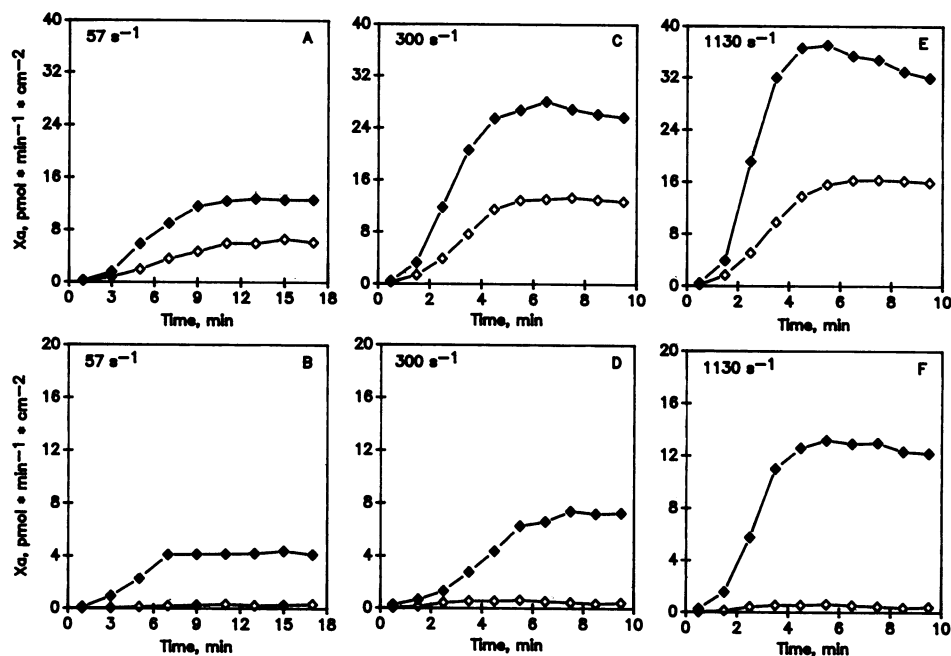 57 s−1 A
40
32
24
16
8
0
Xa, pmol * min−1 * cm−2
0 3 6 9 12 15 18
Time, min
300 s−1 C
40
32
24
16
8
0
0 2 4 6 8 10
Time, min
1130 s−1 E
40
32
24
16
8
0
0 2 4 6 8 10
Time, min
57 s−1 B
20
16
12
8
4
0
Xa, pmol * min−1 * cm−2
0 3 6 9 12 15 18
Time, min
300 s−1 D
20
16
12
8
4
0
0 2 4 6 8 10
Time, min
1130 s−1 F
20
16
12
8
4
0
0 2 4 6 8 10
Time, min